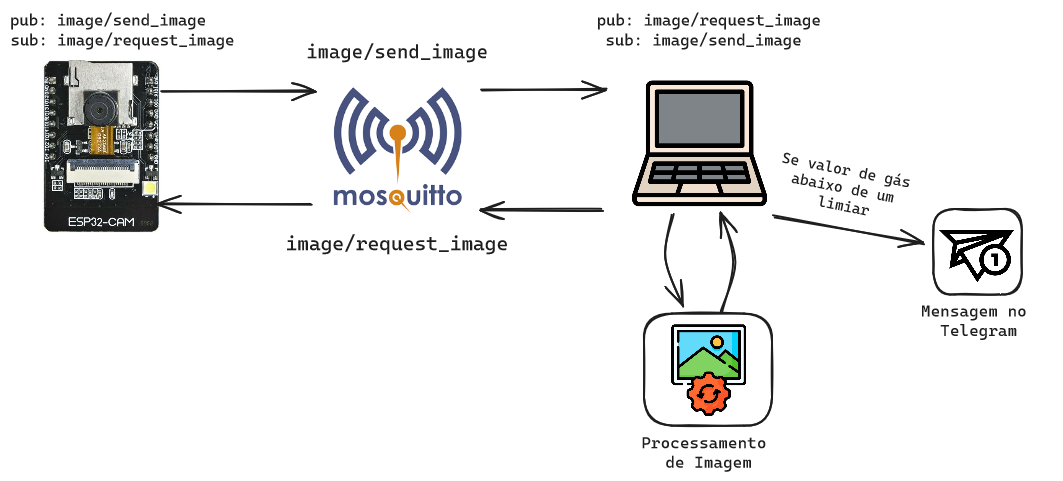 pub: image/send_image
sub: image/request_image
pub: image/request_image
sub: image/send_image
image/send_image
mosquitto
image/request_image
ESP32-CAM
Se valor de gás
abaixo de um
limiar
1
Mensagem no
Telegram
Processamento
de Imagem